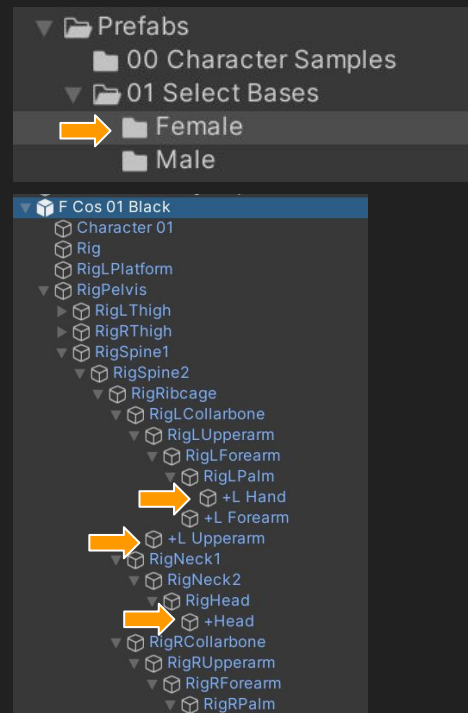 Prefabs
00 Character Samples
01 Select Bases
Female
Male
F Cos 01 Black
Character 01
Rig
RigLPlatform
RigPelvis
RigLThigh
RigRThigh
RigSpine1
RigSpine2
RigRibcage
RigLCollarbone
RigLUpperarm
RigLForearm
RigLPalm
+L Hand
+L Forearm
+L Upperarm
RigNeck1
RigNeck2
RigHead
+Head
RigRCollarbone
RigRUpperarm
RigRForearm
RigRPalm